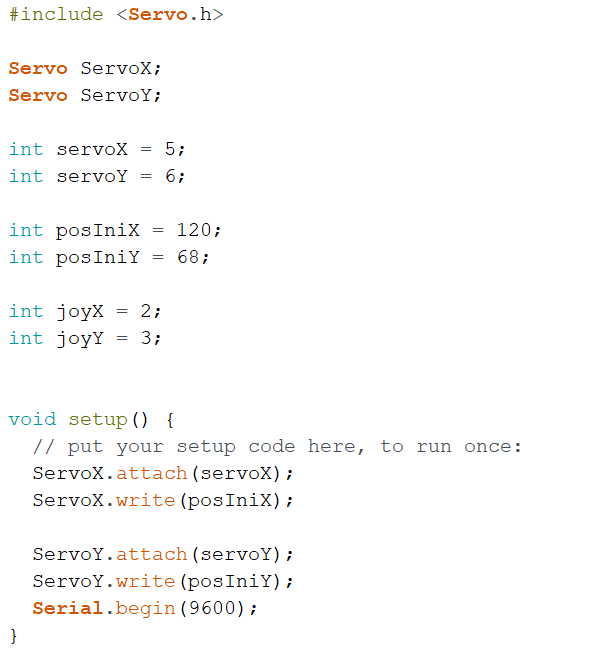 #include <Servo.h>
Servo ServoX;
Servo ServoY;
int servoX = 5;
int servoY = 6;
int posIniX = 120;
int posIniY = 68;
int joyX = 2;
int joyY = 3;
void setup() {
// put your setup code here, to run once:
ServoX.attach(servoX);
ServoX.write(posIniX);
ServoY.attach(servoY);
ServoY.write(posIniY);
Serial.begin(9600);
}